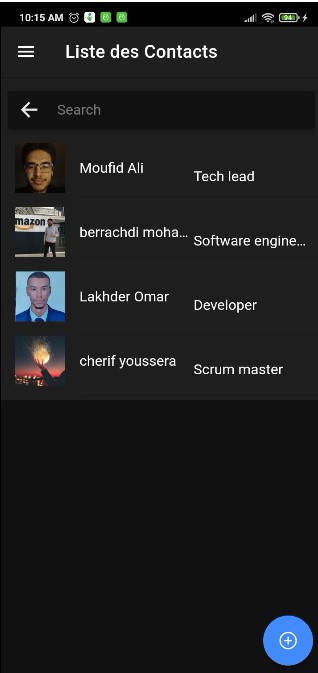 10:15 AM
94
Liste des Contacts
Search
Moufid Ali
Tech lead
mazon
berrachdi moha...
Software engine...
Lakhder Omar
Developer
cherif youssera
Scrum master